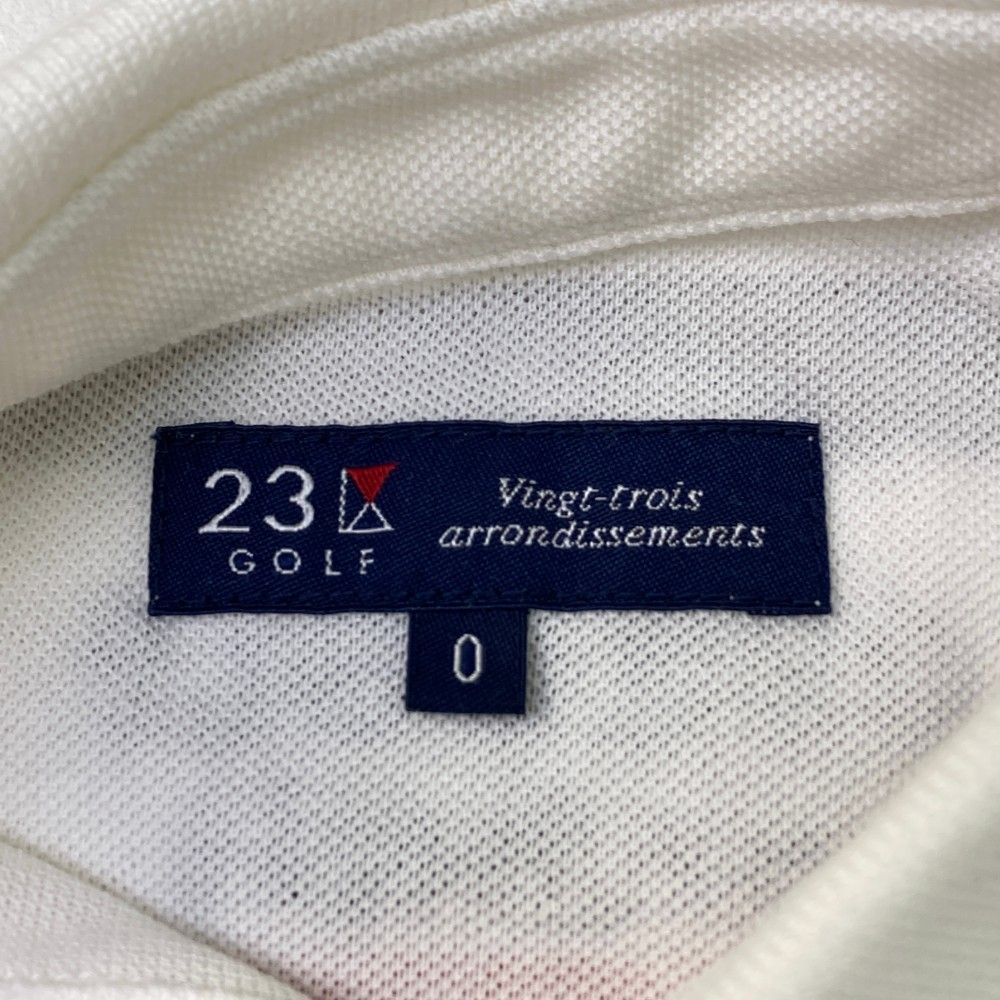 23
GOLF
Vingt-trois
arrondissements
0